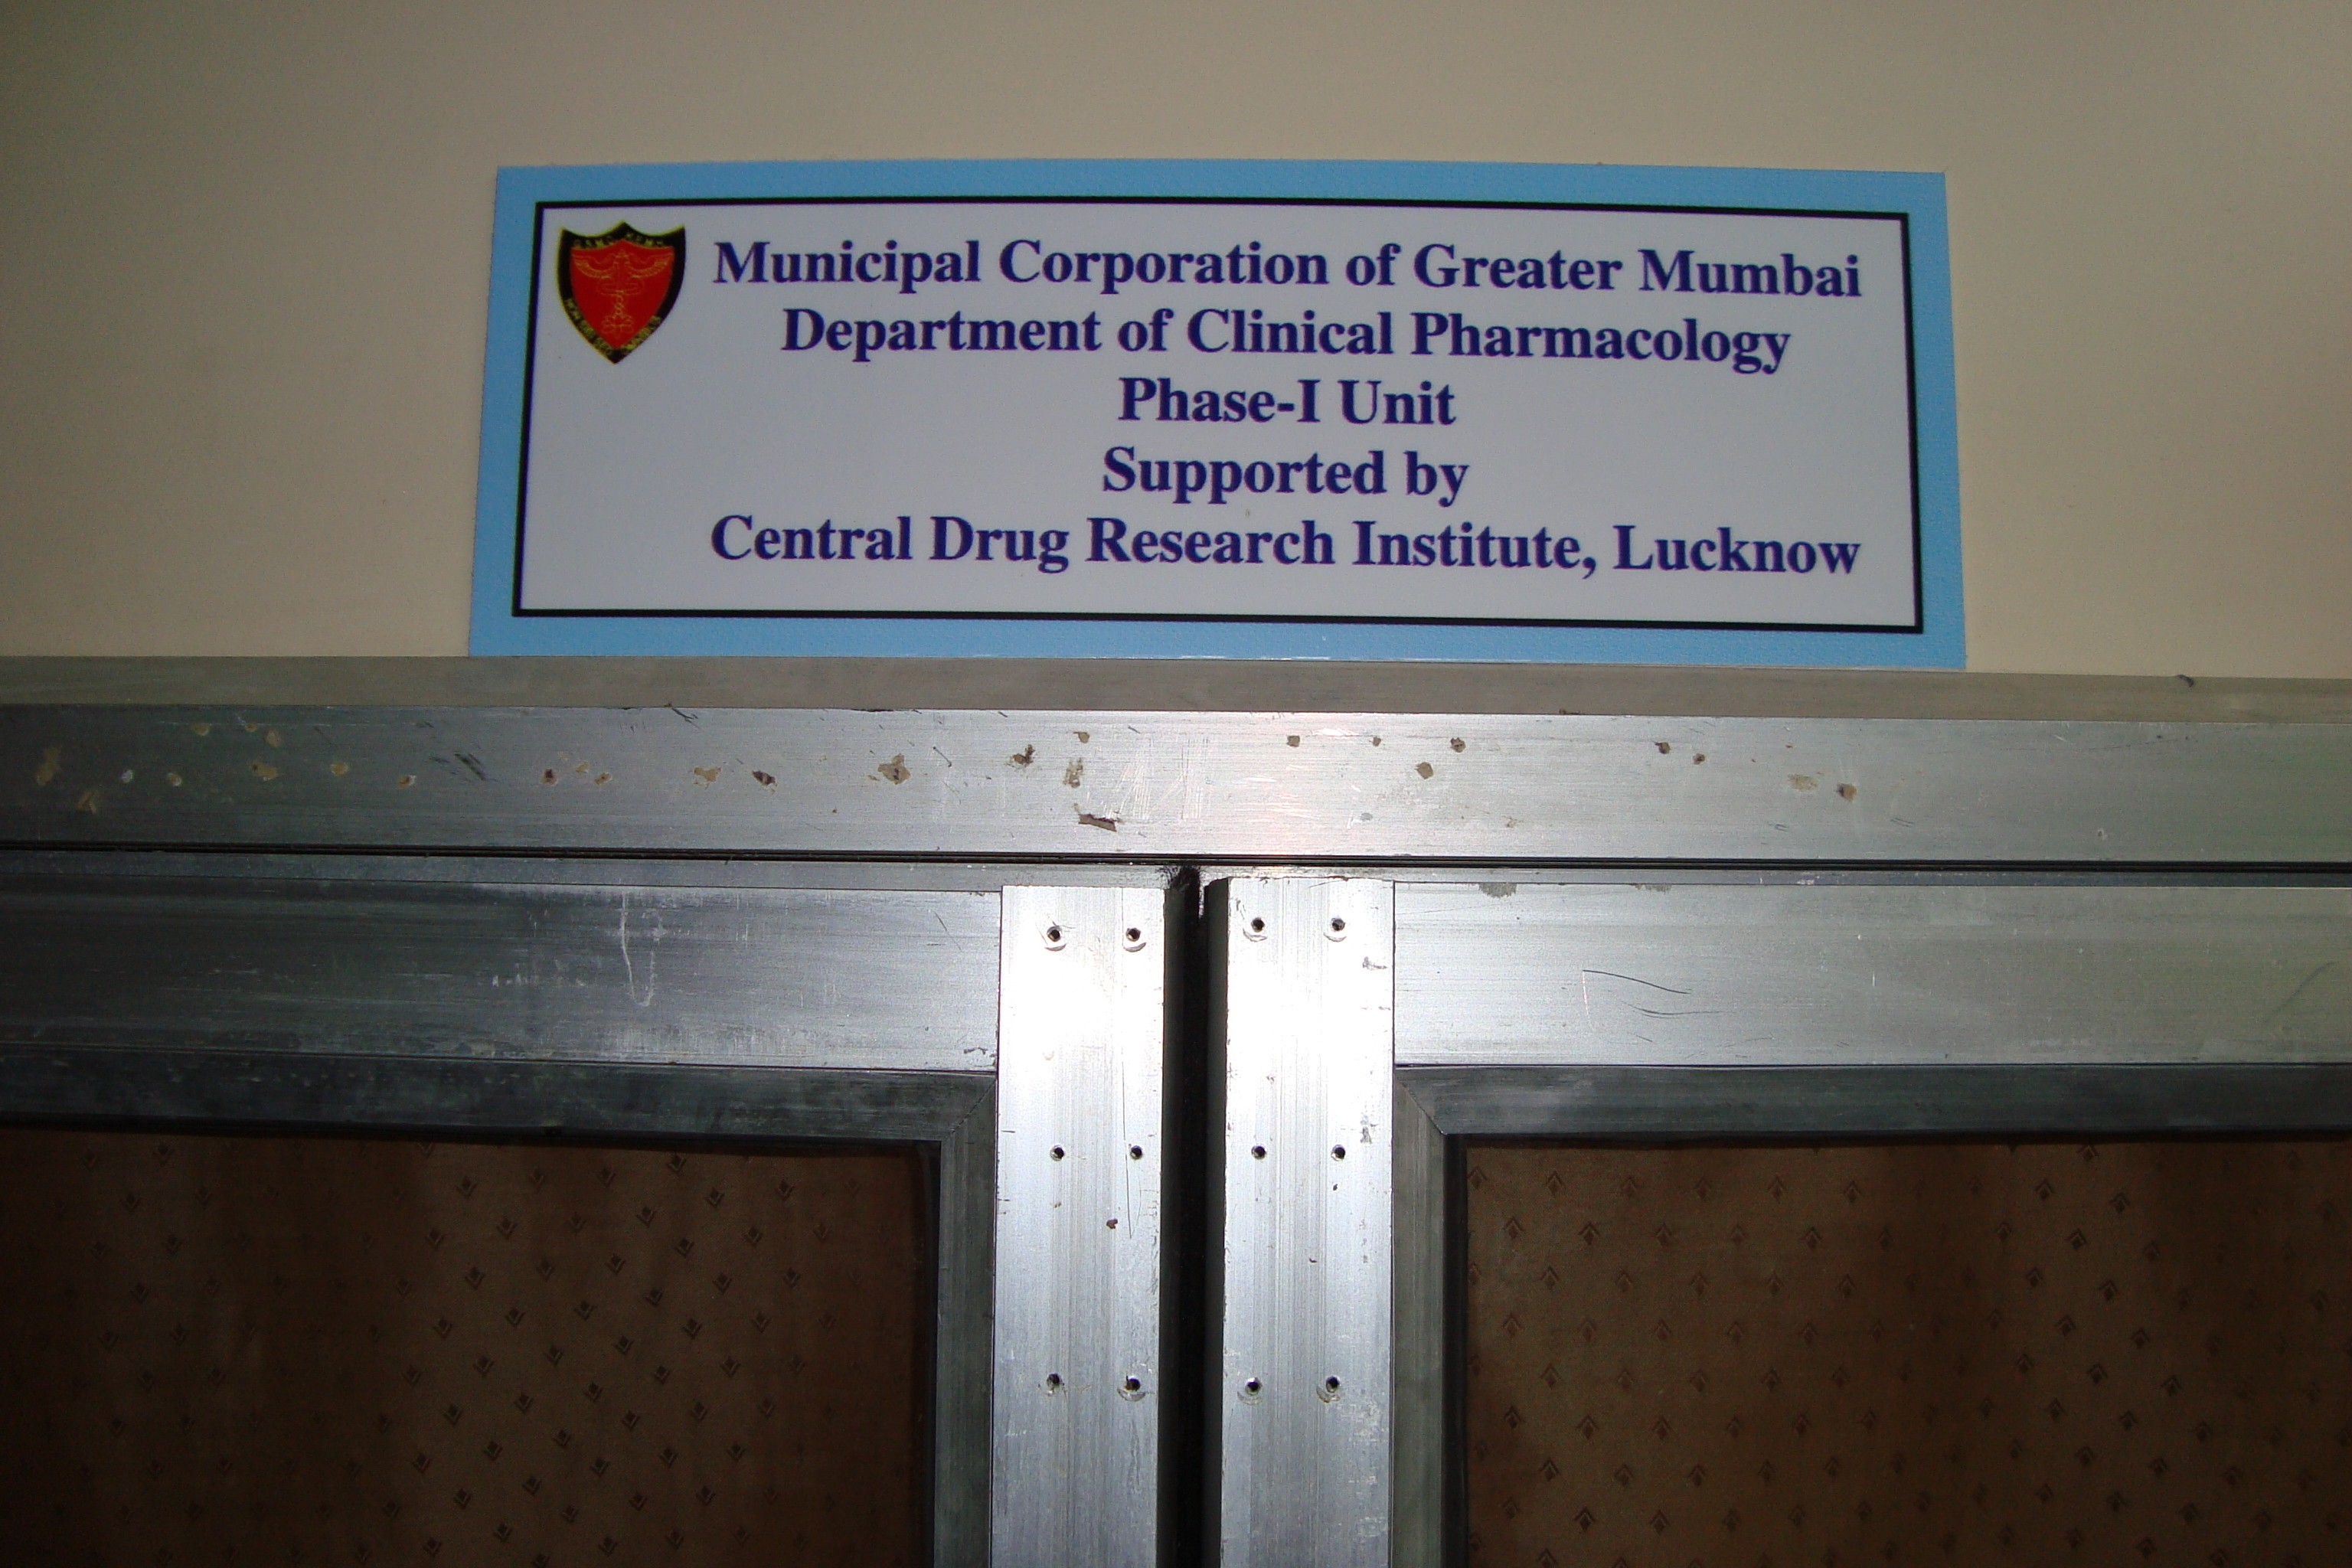 Municipal Corporation of Greater Mumbai
Department of Clinical Pharmacology
Phase-I Unit
Supported by
Central Drug Research Institute, Lucknow